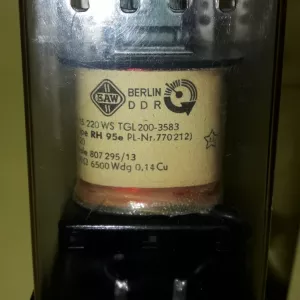 EAW BERLIN
DDR
220 WS TGL 200-3583
RH 95e PL-Nr. 770212)
807 295/13
6500 Wdg 0,14 Cu